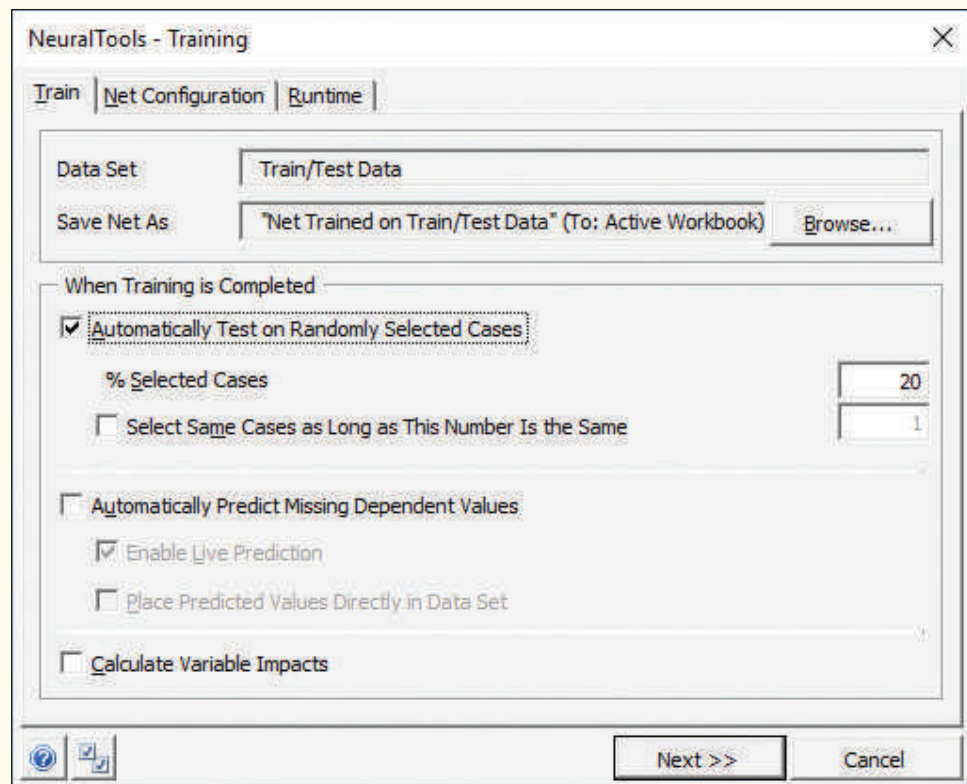 NeuralTools - Training
Train Net Configuration Runtime
Data Set Train/Test Data
Save Net As "Net Trained on Train/Test Data" (To: Active Workbook) Browse...
When Training is Completed
Automatically Test on Randomly Selected Cases
% Selected Cases 20
Select Same Cases as Long as This Number Is the Same 1
Automatically Predict Missing Dependent Values
Enable Live Prediction
Place Predicted Values Directly in Data Set
Calculate Variable Impacts
Next >> Cancel